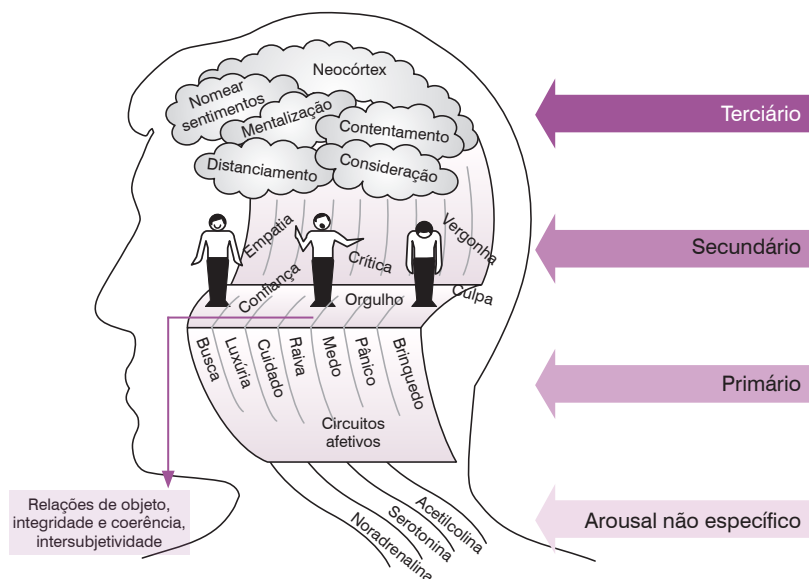 Neocórtex
Nomear
sentimentos
Mentalização
Contentamento
Distanciamento
Consideração
Terciário
Empatia
Confiança
Crítica
Orgulho
Vergonha
Culpa
Secundário
Busca
Luxúria
Cuidado
Raiva
Medo
Pânico
Brinquedo
Circuitos
afetivos
Primário
Relações de objeto,
integridade e coerência,
intersubjetividade
Noradrenalina
Serotonina
Acetilcolina
Arousal não específico